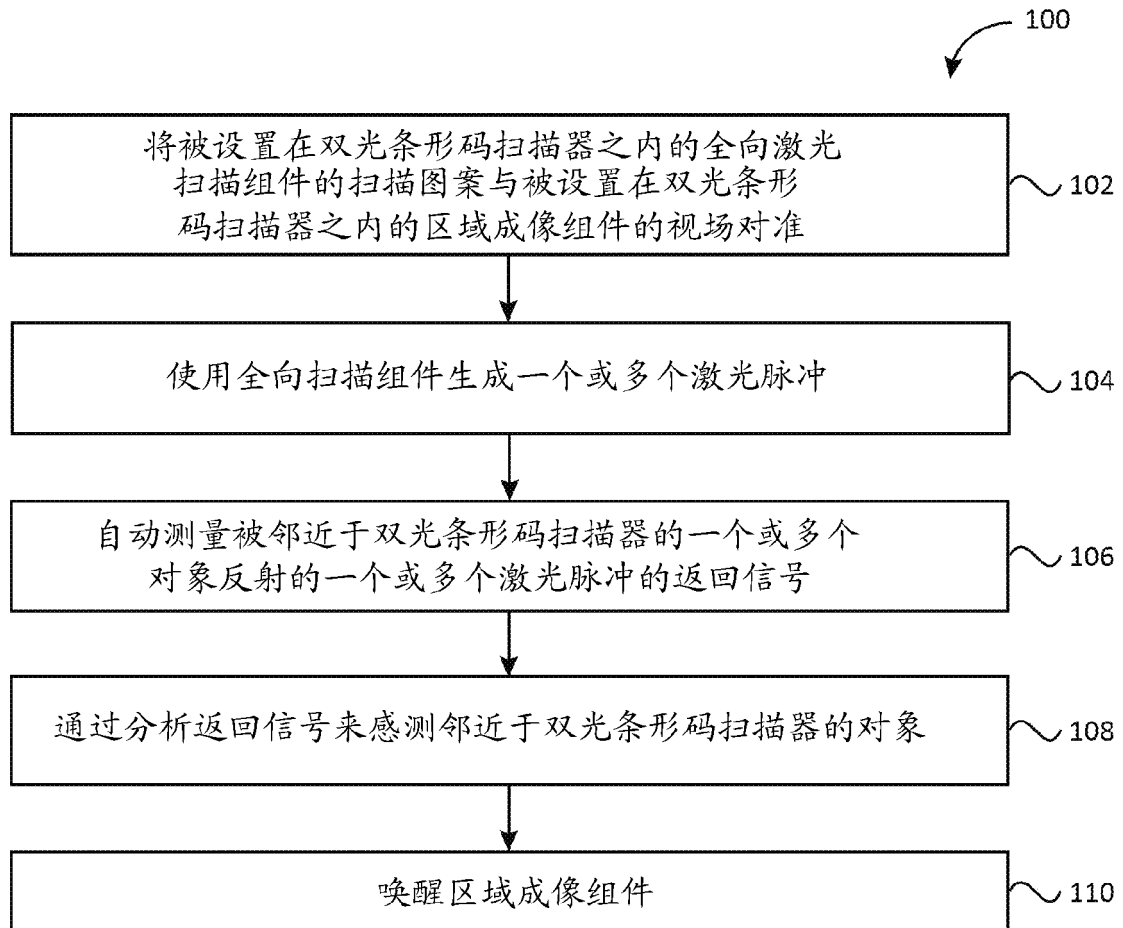 100
将被设置在双光条形码扫描器之内的全向激光
扫描组件的扫描图案与被设置在双光条形
码扫描器之内的区域成像组件的视场对准
102
使用全向扫描组件生成一个或多个激光脉冲
104
自动测量被邻近于双光条形码扫描器的一个或多个
对象反射的一个或多个激光脉冲的返回信号
106
通过分析返回信号来感测邻近于双光条形码扫描器的对象
108
唤醒区域成像组件
110